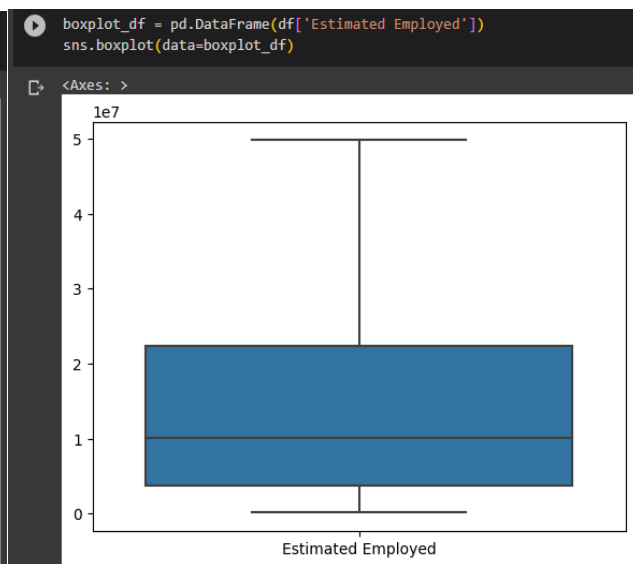 boxplot_df = pd.DataFrame(df['Estimated Employed'])
sns.boxplot(data=boxplot_df)
<Axes: >
1e7
5
4
3
2
1
0
Estimated Employed